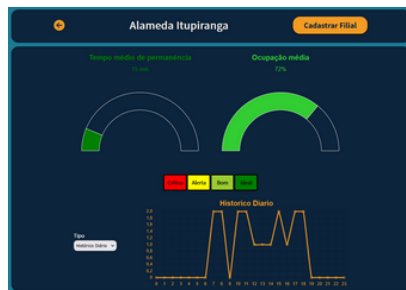 Alameda Itupiranga
Cadastrar Filial
Tempo médio de permanência
Ocupação média
15 min
72%
Crítico
Alerta
Bom
Ideal
Historico Diario
Tipo
Histórico Diário
2,0
1,8
1,6
1,4
1,2
1,0
0,8
0,6
0,4
0,2
0
0 1 2 3 4 5 6 7 8 9 10 11 12 13 14 15 16 17 18 19 20 21 22 23